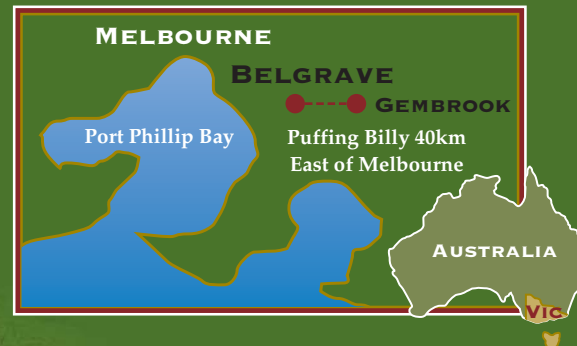 MELBOURNE
BELGRAVE
GEMBROOK
Port Phillip Bay
Puffing Billy 40km
East of Melbourne
AUSTRALIA
VIC